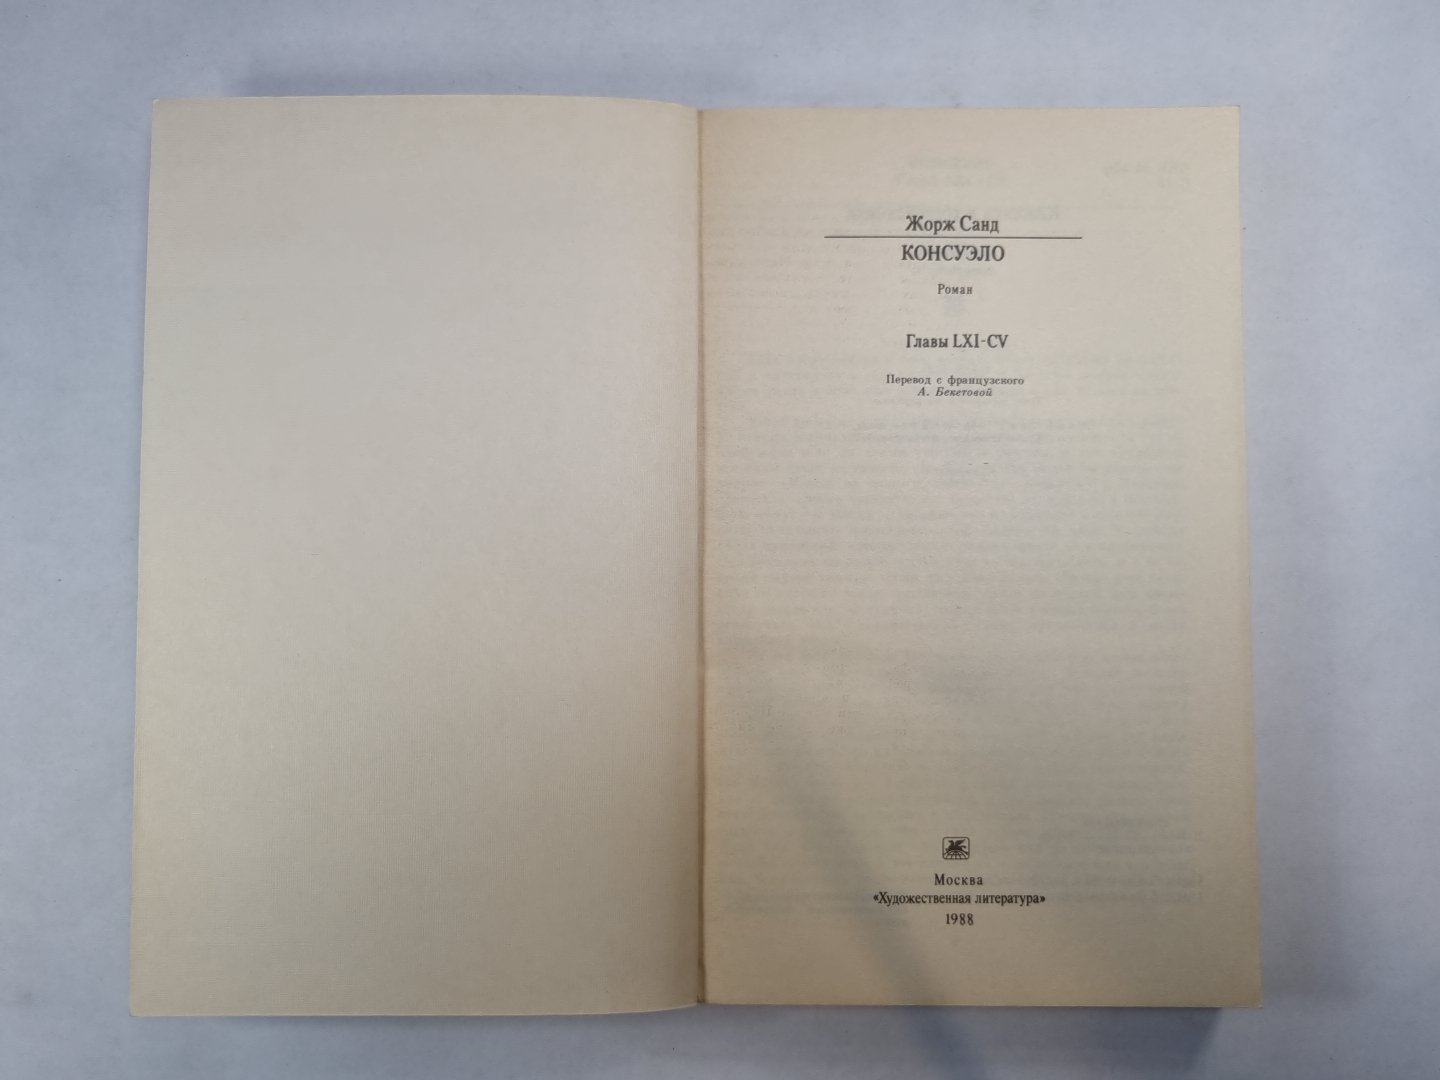 Жорж Санд
КОНСУЭЛО
Роман
Главы LXI-CV
Перевод с французского
А. Бекетовой
Москва
«Художественная литература»
1988